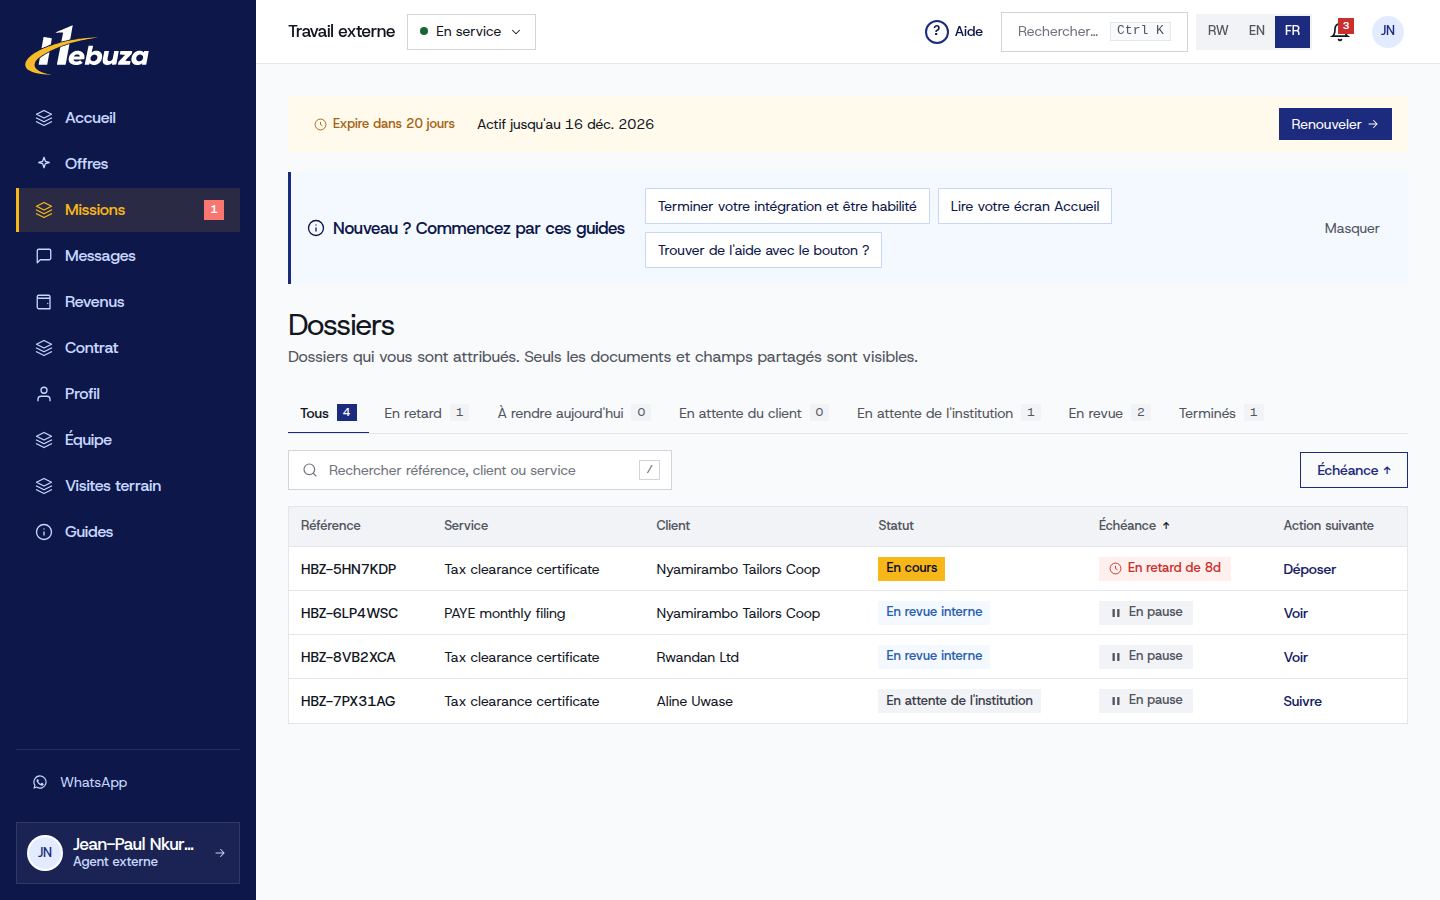 Hebuza
Accueil
Offres
Missions 1
Messages
Revenus
Contrat
Profil
Équipe
Visites terrain
Guides
WhatsApp
JN Jean-Paul Nkur...
Agent externe
Travail externe En service
? Aide
Rechercher... Ctrl K
RW EN FR
3
JN
Expire dans 20 jours Actif jusqu'au 16 déc. 2026 Renouveler →
Nouveau ? Commencez par ces guides
Terminer votre intégration et être habilité Lire votre écran Accueil
Trouver de l'aide avec le bouton ?
Masquer
Dossiers
Dossiers qui vous sont attribués. Seuls les documents et champs partagés sont visibles.
Tous 4 En retard 1 À rendre aujourd'hui 0 En attente du client 0 En attente de l'institution 1 En revue 2 Terminés 1
Rechercher référence, client ou service /
Échéance ↑
Référence Service Client Statut Échéance ↑ Action suivante
HBZ-5HN7KDP Tax clearance certificate Nyamirambo Tailors Coop En cours En retard de 8d Déposer
HBZ-6LP4WSC PAYE monthly filing Nyamirambo Tailors Coop En revue interne En pause Voir
HBZ-8VB2XCA Tax clearance certificate Rwandan Ltd En revue interne En pause Voir
HBZ-7PX31AG Tax clearance certificate Aline Uwase En attente de l'institution En pause Suivre